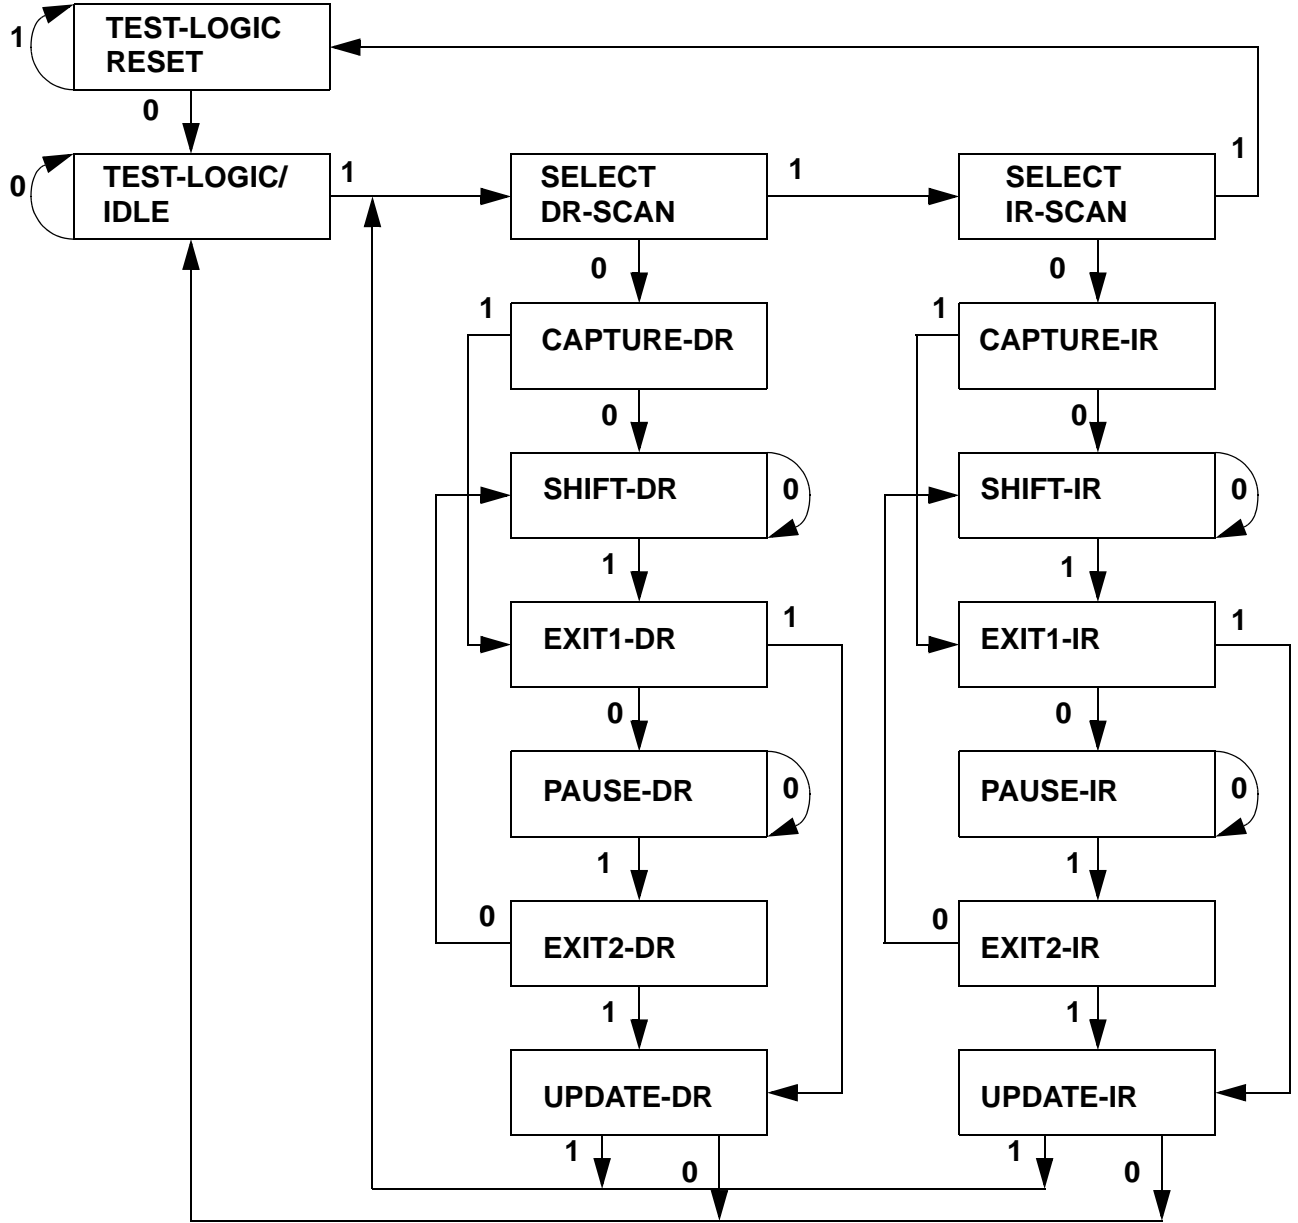 1
TEST-LOGIC
RESET
0
0
TEST-LOGIC/
IDLE
1
SELECT
DR-SCAN
1
SELECT
IR-SCAN
1
0
0
1
CAPTURE-DR
1
CAPTURE-IR
0
0
SHIFT-DR
0
SHIFT-IR
0
1
1
EXIT1-DR
1
EXIT1-IR
1
0
0
PAUSE-DR
0
PAUSE-IR
0
1
1
0
EXIT2-DR
0
EXIT2-IR
1
1
UPDATE-DR
UPDATE-IR
1
0
1
0